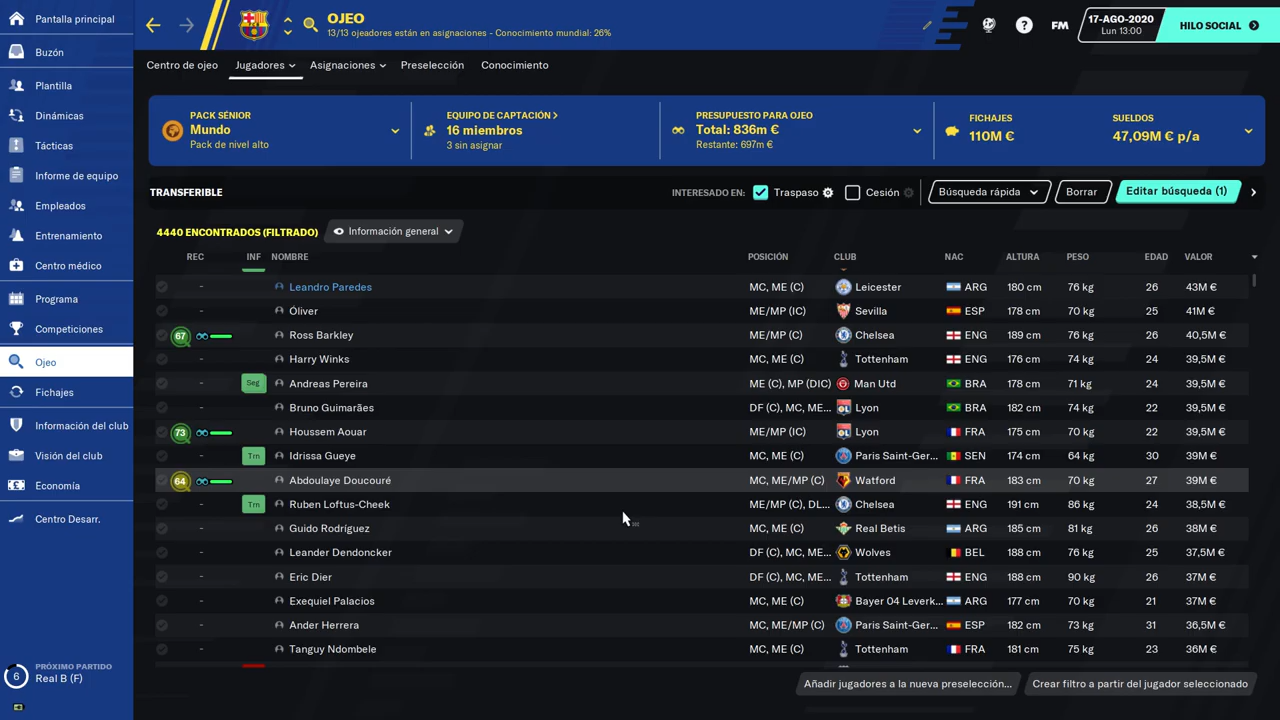 Pantalla principal
Buzón
Plantilla
Dinámicas
Tácticas
Informe de equipo
Empleados
Entrenamiento
Centro médico
Programa
Competiciones
Ojeo
Fichajes
Información del club
Visión del club
Economía
Centro Desarr.
6 PRÓXIMO PARTIDO
Real B (F)
OJEO
13/13 ojeadores están en asignaciones - Conocimiento mundial: 26%
? FM 17-AGO-2020
Lun 13:00
HILO SOCIAL
Centro de ojeo Jugadores Asignaciones Preselección Conocimiento
PACK SÉNIOR
Mundo
Pack de nivel alto
EQUIPO DE CAPTACIÓN >
16 miembros
3 sin asignar
PRESUPUESTO PARA OJEO
Total: 836m €
Restante: 697m €
FICHAJES
110M €
SUELDOS
47,09M € p/a
TRANSFERIBLE INTERESADO EN: Traspaso Cesión Búsqueda rápida Borrar Editar búsqueda (1)
4440 ENCONTRADOS (FILTRADO) Información general
REC INF NOMBRE POSICIÓN CLUB NAC ALTURA PESO EDAD VALOR
- Leandro Paredes MC, ME (C) Leicester ARG 180 cm 76 kg 26 43M €
- Óliver ME/MP (IC) Sevilla ESP 178 cm 70 kg 25 41M €
67 Ross Barkley ME/MP (C) Chelsea ENG 189 cm 76 kg 26 40,5M €
- Harry Winks MC, ME (C) Tottenham ENG 176 cm 74 kg 24 39,5M €
- Seg Andreas Pereira ME (C), MP (DIC) Man Utd BRA 178 cm 71 kg 24 39,5M €
- Bruno Guimarães DF (C), MC, ME... Lyon BRA 182 cm 74 kg 22 39,5M €
73 Houssem Aouar ME/MP (IC) Lyon FRA 175 cm 70 kg 22 39,5M €
- Trn Idrissa Gueye MC, ME (C) Paris Saint-Ger... SEN 174 cm 64 kg 30 39M €
64 Abdoulaye Doucouré MC, ME/MP (C) Watford FRA 183 cm 70 kg 27 39M €
- Trn Ruben Loftus-Cheek ME/MP (C), DL... Chelsea ENG 191 cm 86 kg 24 38,5M €
- Guido Rodríguez MC, ME (C) Real Betis ARG 185 cm 81 kg 26 38M €
- Leander Dendoncker DF (C), MC, ME... Wolves BEL 188 cm 76 kg 25 37,5M €
- Eric Dier DF (C), MC, ME... Tottenham ENG 188 cm 90 kg 26 37M €
- Exequiel Palacios MC, ME (C) Bayer 04 Leverk... ARG 177 cm 70 kg 21 37M €
- Ander Herrera MC, ME/MP (C) Paris Saint-Ger... ESP 182 cm 73 kg 31 36,5M €
- Tanguy Ndombele MC, ME (C) Tottenham FRA 181 cm 75 kg 23 36M €
Añadir jugadores a la nueva preselección... Crear filtro a partir del jugador seleccionado